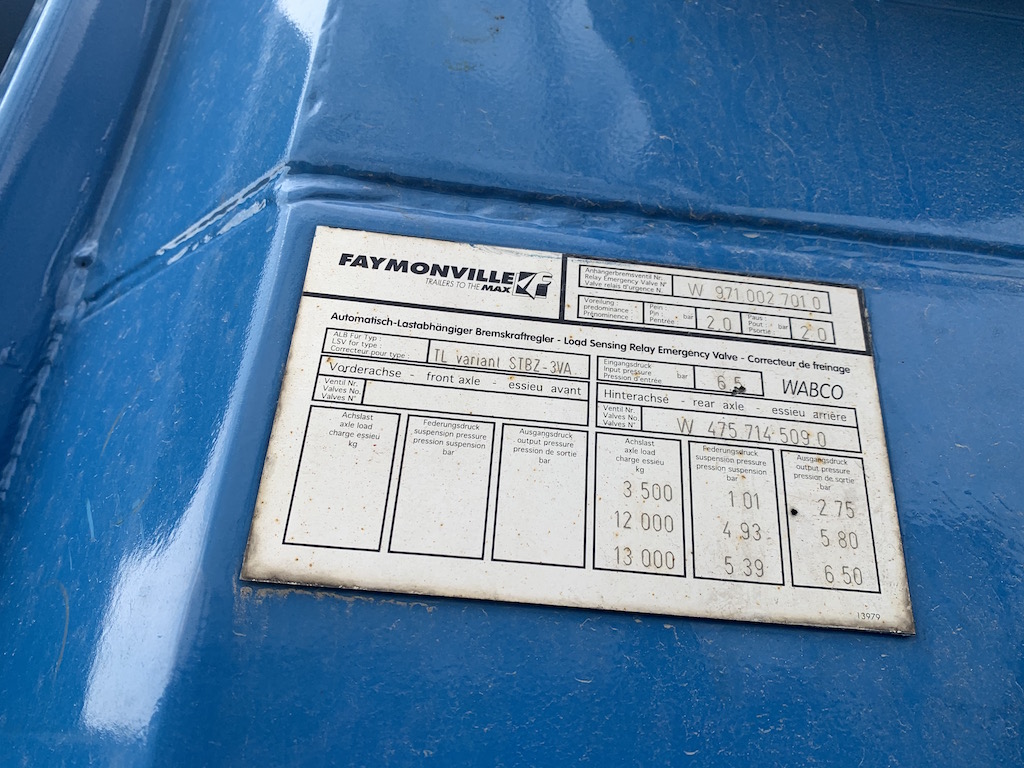 FAYMONVILLE
TRAILERS TO THE MAX
Anhängerbremsventil Nr.
Relay Emergency Valve N°
Valve relais d'urgence N.
W 971 002 701 0
Voreilung :
predominance :
Prénominence :
Pein :
Pin :
Pentrée :
bar
2.0
Paus :
Pout :
Psortie :
bar
2.0
Automatisch-Lastabhängiger Bremskraftregler - Load Sensing Relay Emergency Valve - Correcteur de freinage
ALB Für Typ :
LSV for type :
Correcteur pour type :
TL variant STBZ-3VA
Eingangsdruck
Input pressure
Pression d'entrée
bar
6.5
WABCO
Vorderachse - front axle - essieu avant
Ventil Nr.
Valves No.
Valves N°
Hinterachse - rear axle - essieu arrière
Ventil Nr.
Valves No.
Valves N°
W 475 714 509 0
Achslast
axle load
charge essieu
kg
Federungsdruck
suspension pressure
pression suspension
bar
Ausgangsdruck
output pressure
pression de sortie
bar
Achslast
axle load
charge essieu
kg
Federungsdruck
suspension pressure
pression suspension
bar
Ausgangsdruck
output pressure
pression de sortie
bar
3 500 1.01 2.75
12 000 4.93 5.80
13 000 5.39 6.50
13979